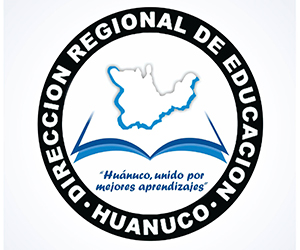 DIRECCION REGIONAL DE EDUCACION
"Huánuco, unido por
mejores aprendizajes"
· HUANUCO ·